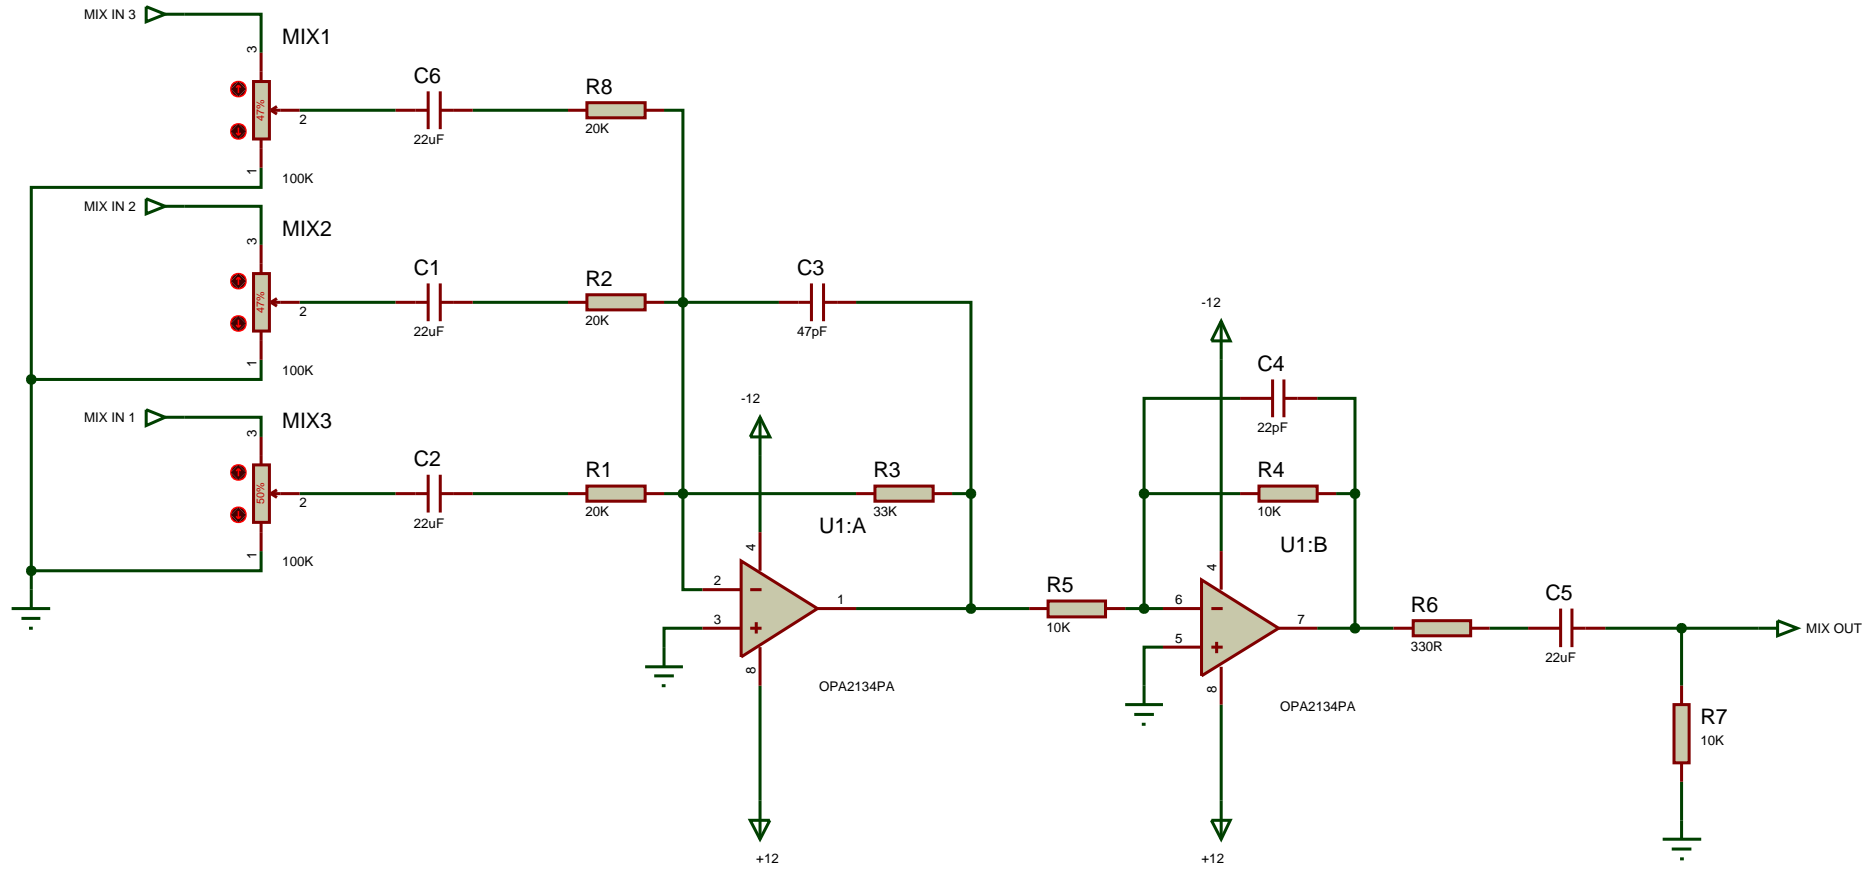 MIX IN 3
MIX1
3
47%
2
1
100K
C6
22uF
R8
20K
MIX IN 2
MIX2
3
47%
2
1
100K
C1
22uF
R2
20K
C3
47pF
MIX IN 1
MIX3
3
50%
2
1
100K
C2
22uF
R1
20K
R3
33K
-12
U1:A
4
2
3
1
8
OPA2134PA
+12
R5
10K
-12
C4
22pF
R4
10K
U1:B
4
6
5
7
8
OPA2134PA
+12
R6
330R
C5
22uF
MIX OUT
R7
10K